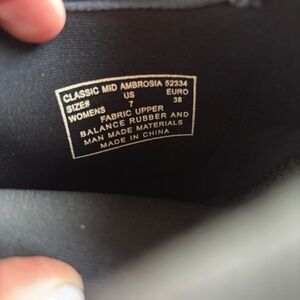 CLASSIC MID AMBROSIA 52334
SIZE# US EURO
WOMENS 7 38
FABRIC UPPER
BALANCE RUBBER AND
MAN MADE MATERIALS
MADE IN CHINA